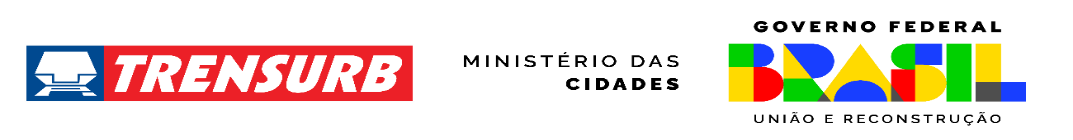 TRENSURB
MINISTÉRIO DAS
CIDADES
GOVERNO FEDERAL
BRASIL
UNIÃO E RECONSTRUÇÃO